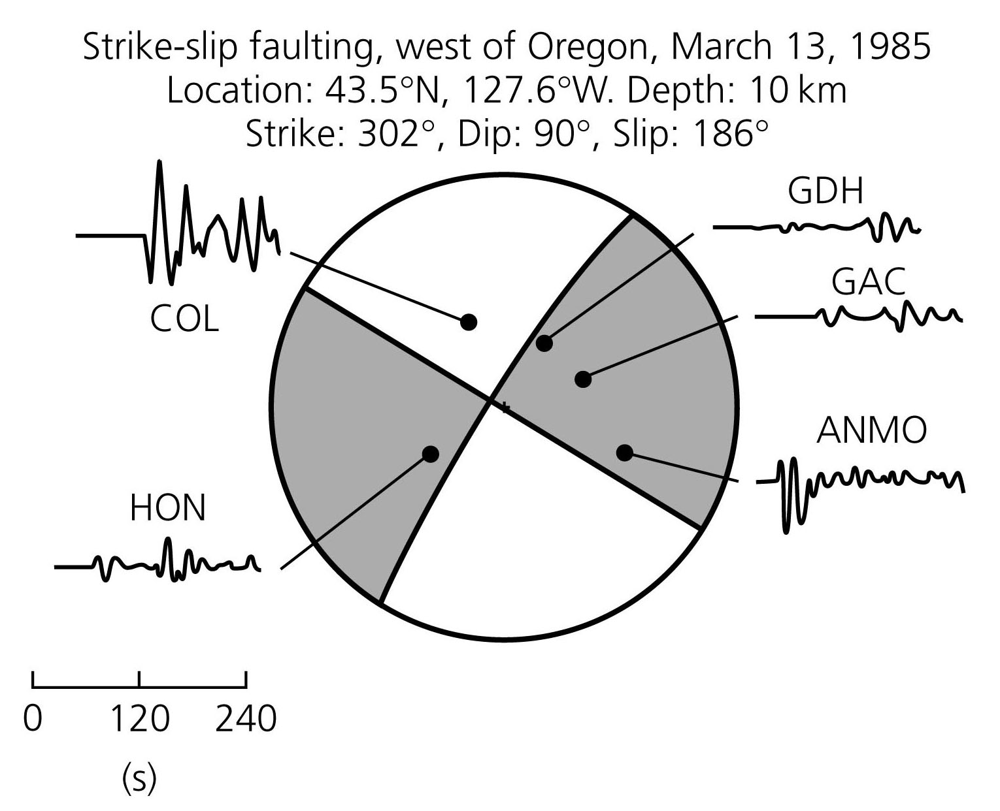 Strike-slip faulting, west of Oregon, March 13, 1985
Location: 43.5°N, 127.6°W. Depth: 10 km
Strike: 302°, Dip: 90°, Slip: 186°
GDH
GAC
COL
ANMO
HON
0 120 240
(s)